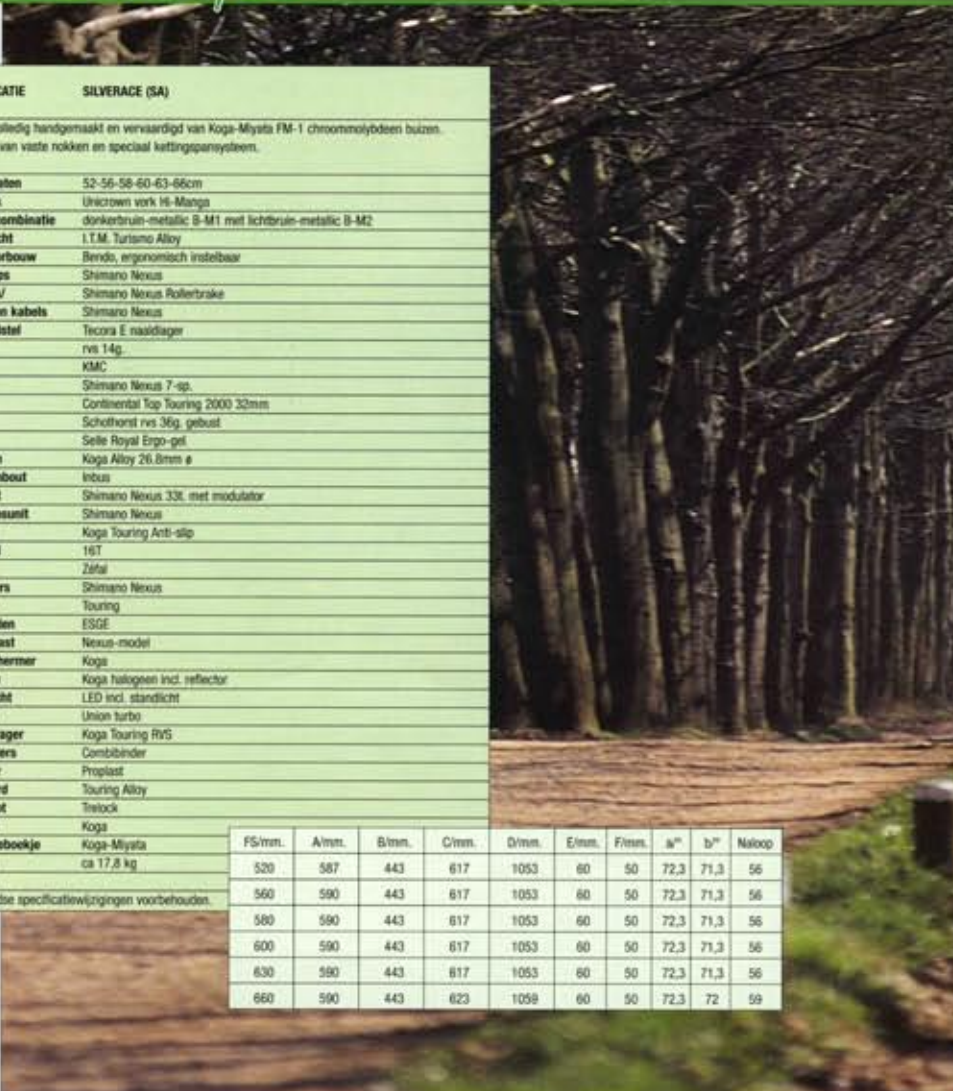 CATIE SILVERACE (SA)
olledig handgemaakt en vervaardigd van Koga-Miyata FM-1 chroommolybdeen buizen.
van vaste nokken en speciaal kettingspansysteem.
aten 52-56-58-60-63-66cm
Unicrown vork Hi-Manga
combinatie donkerbruin-metallic B-M1 met lichtbruin-metallic B-M2
cht I.T.M. Turismo Alloy
rbouw Bendo, ergonomisch instelbaar
es Shimano Nexus
V Shimano Nexus Rollerbrake
n kabels Shimano Nexus
lstel Tecora E naaldlager
rvs 14g.
KMC
Shimano Nexus 7-sp.
Continental Top Touring 2000 32mm
Schothorst rvs 36g. gebust
Selle Royal Ergo-gel
Koga Alloy 26.8mm ø
nbout Inbus
Shimano Nexus 33t. met modulator
osunit Shimano Nexus
Koga Touring Anti-slip
16T
Zéfal
rs Shimano Nexus
Touring
den ESGE
ast Nexus-model
hermer Koga
Koga halogeen incl. reflector
cht LED incl. standlicht
Union turbo
ager Koga Touring RVS
ers Combibinder
Proplast
rd Touring Alloy
ot Trelock
Koga
eboekje Koga-Miyata
ca 17,8 kg
dse specificatiewijzigingen voorbehouden.
FS/mm. A/mm. B/mm. C/mm. D/mm. E/mm. F/mm. a/° b/° Naloop
520 587 443 617 1053 60 50 72,3 71,3 56
560 590 443 617 1053 60 50 72,3 71,3 56
580 590 443 617 1053 60 50 72,3 71,3 56
600 590 443 617 1053 60 50 72,3 71,3 56
630 590 443 617 1053 60 50 72,3 71,3 56
660 590 443 623 1059 60 50 72.3 72 59